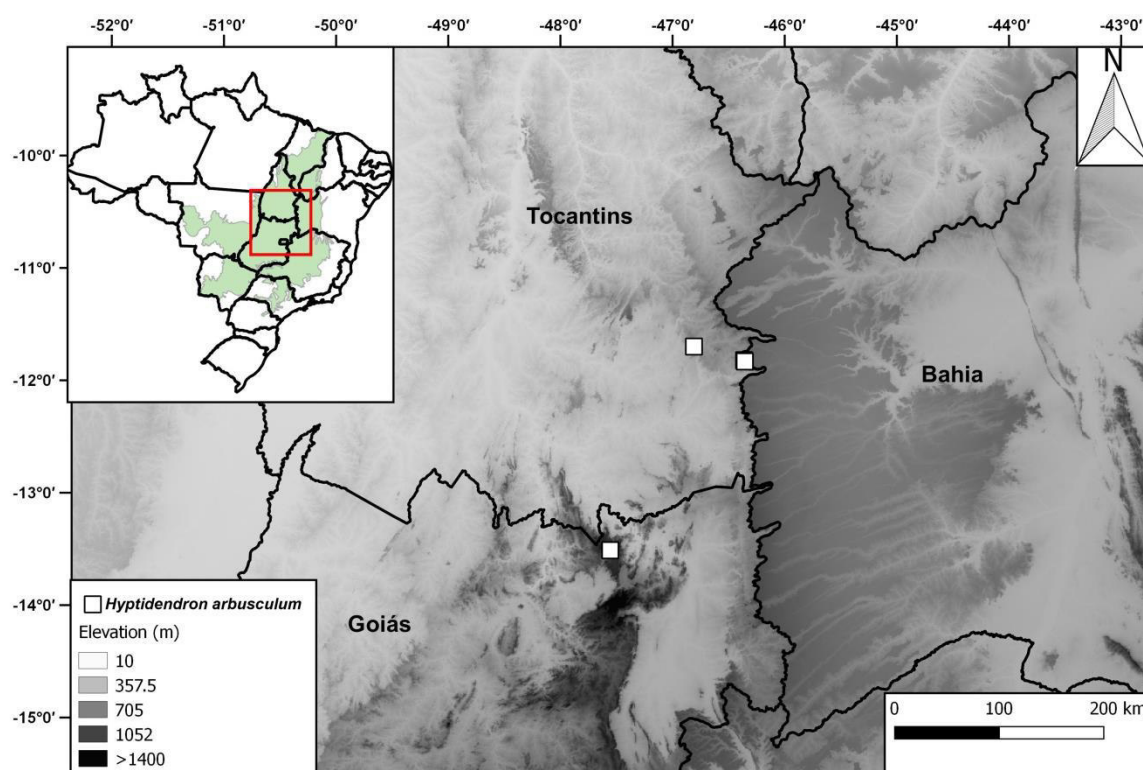 -52°0' -51°0' -50°0' -49°0' -48°0' -47°0' -46°0' -45°0' -44°0' -43°0'
N
-10°0'
Tocantins
-11°0'
Bahia
-12°0'
-13°0'
-14°0'
Goiás
-15°0'
Hyptidendron arbusculum
Elevation (m)
10
357.5
705
1052
>1400
0 100 200 km